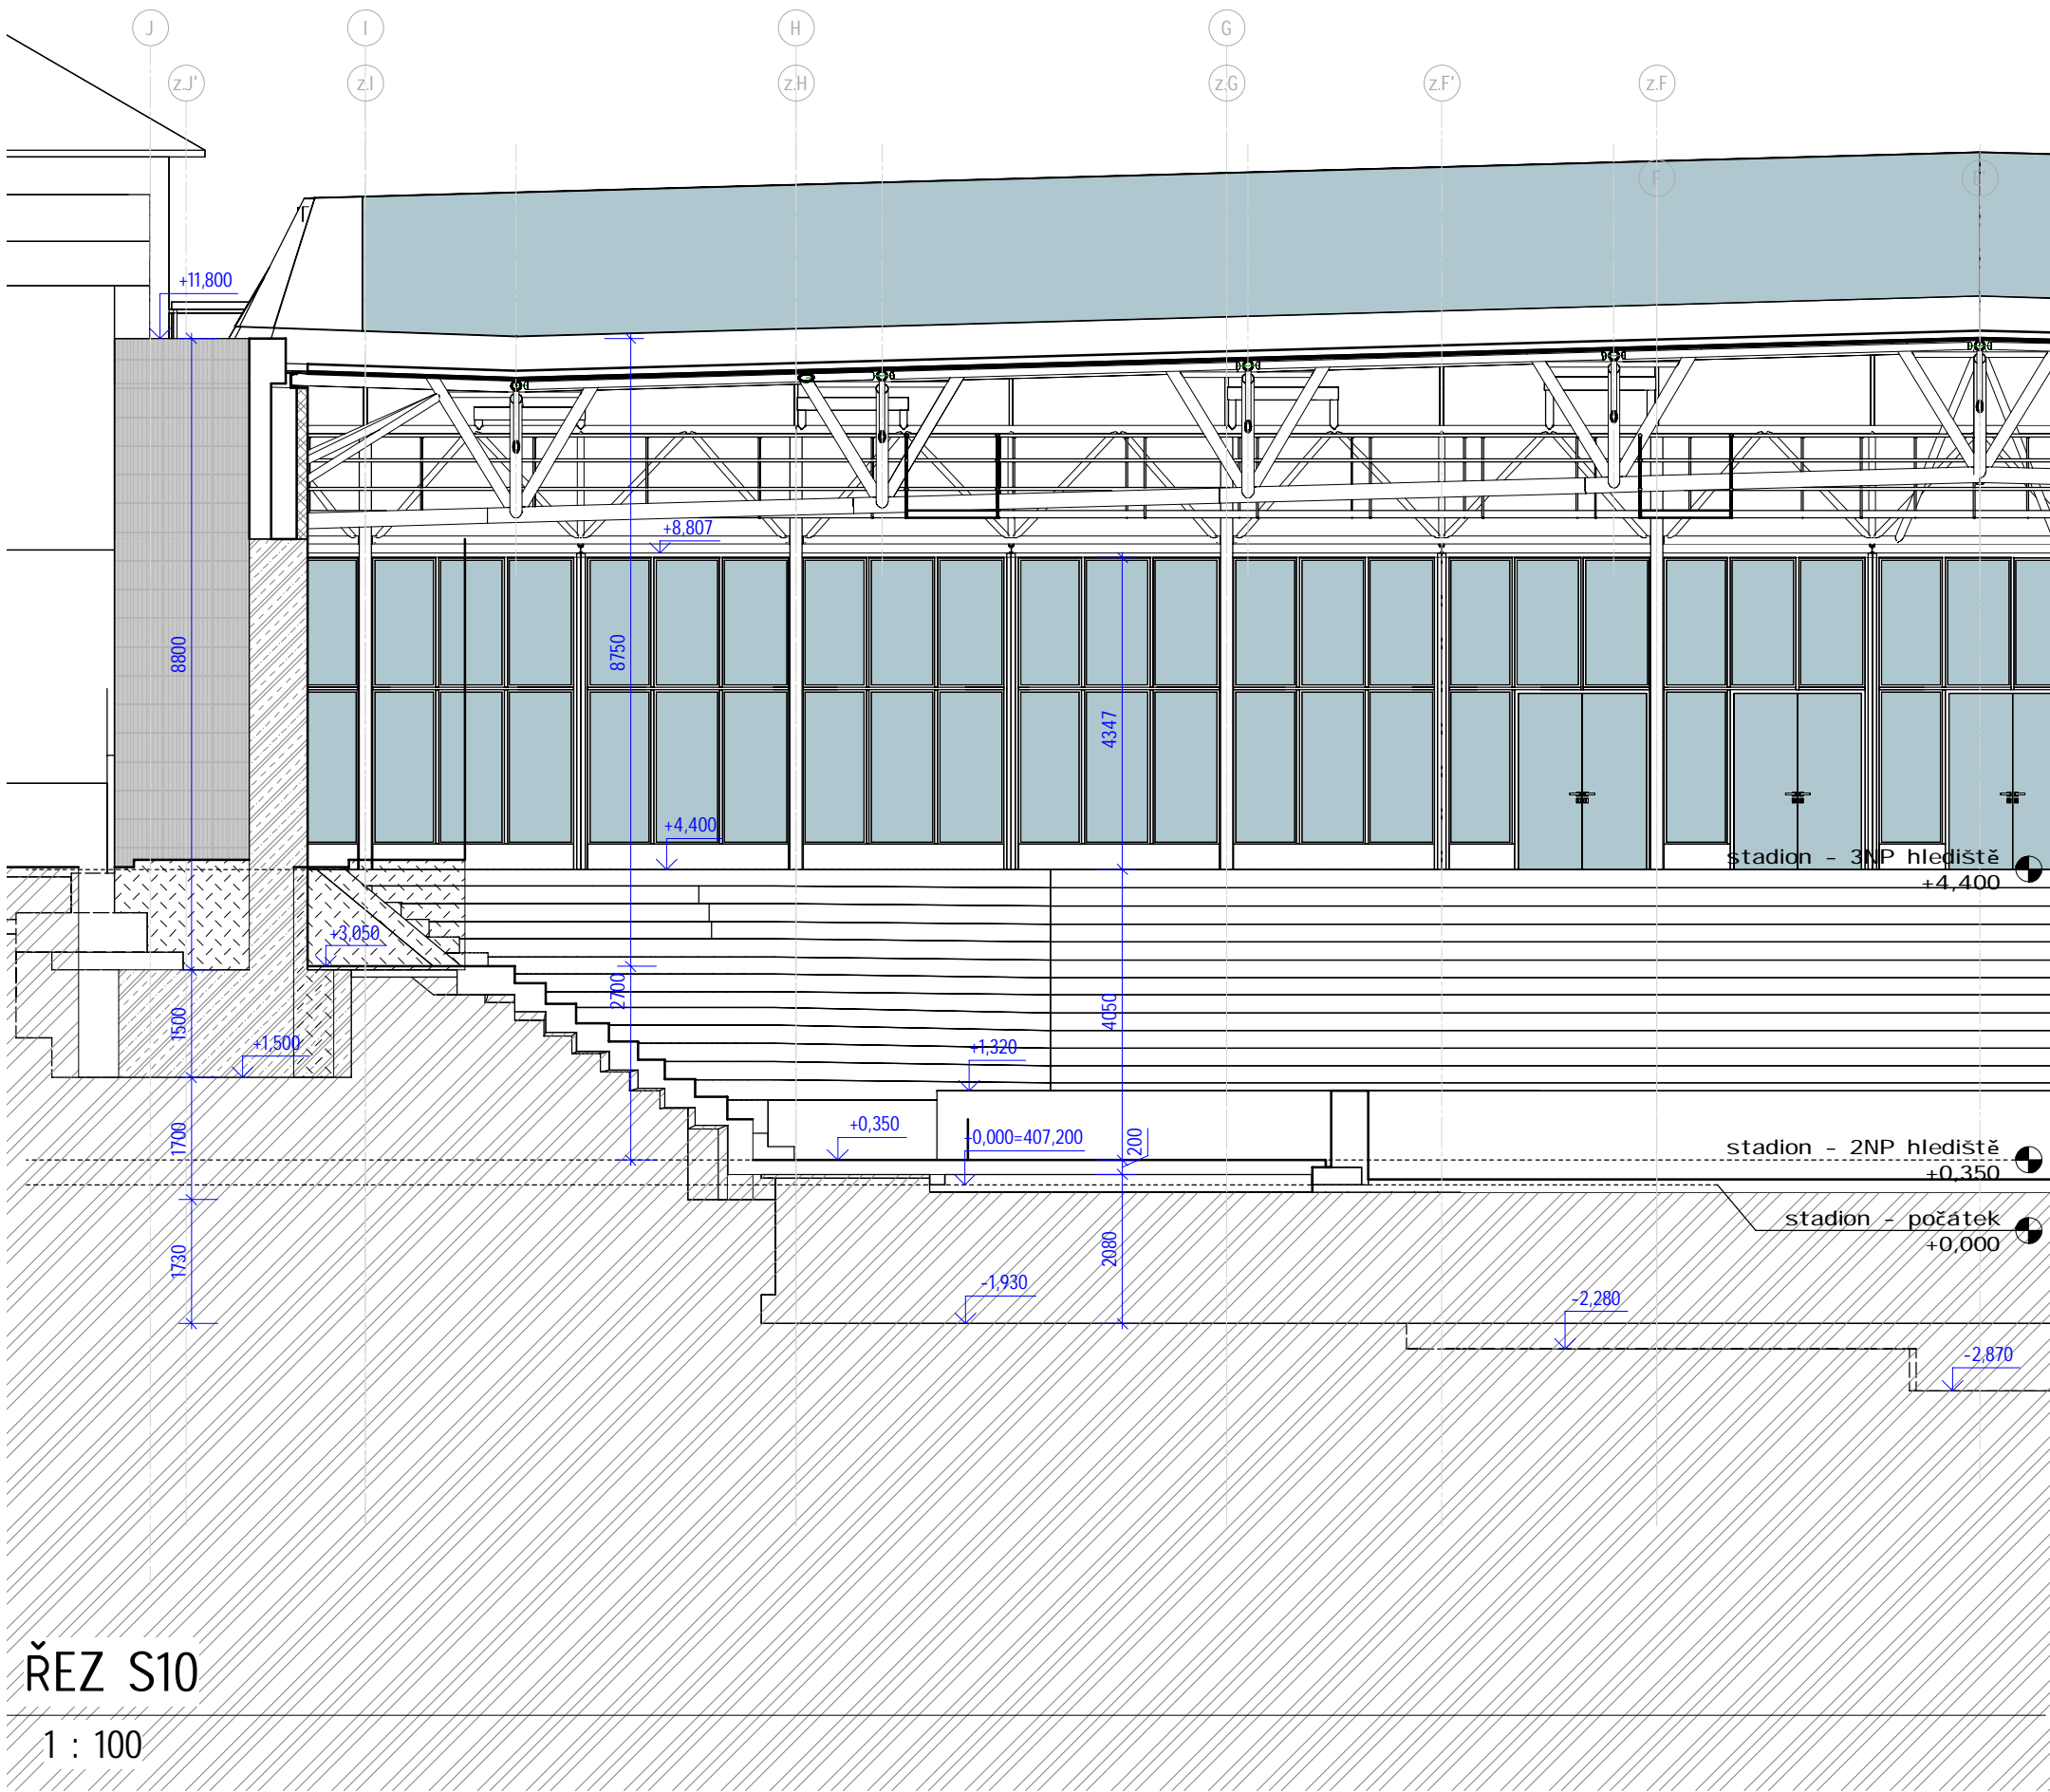 J
I
H
G
z.J'
z.I
z.H
z.G
z.F'
z.F
F
+11,800
+8,807
8800
8750
4347
+4,400
stadion - 3NP hlediště
+4,400
+3,050
2700
1500
4050
+1,500
+1,320
1700
+0,350
+0,000=407,200
200
stadion - 2NP hlediště
+0,350
stadion - počátek
+0,000
1730
2080
-1,930
-2,280
-2,870
ŘEZ S10
1 : 100